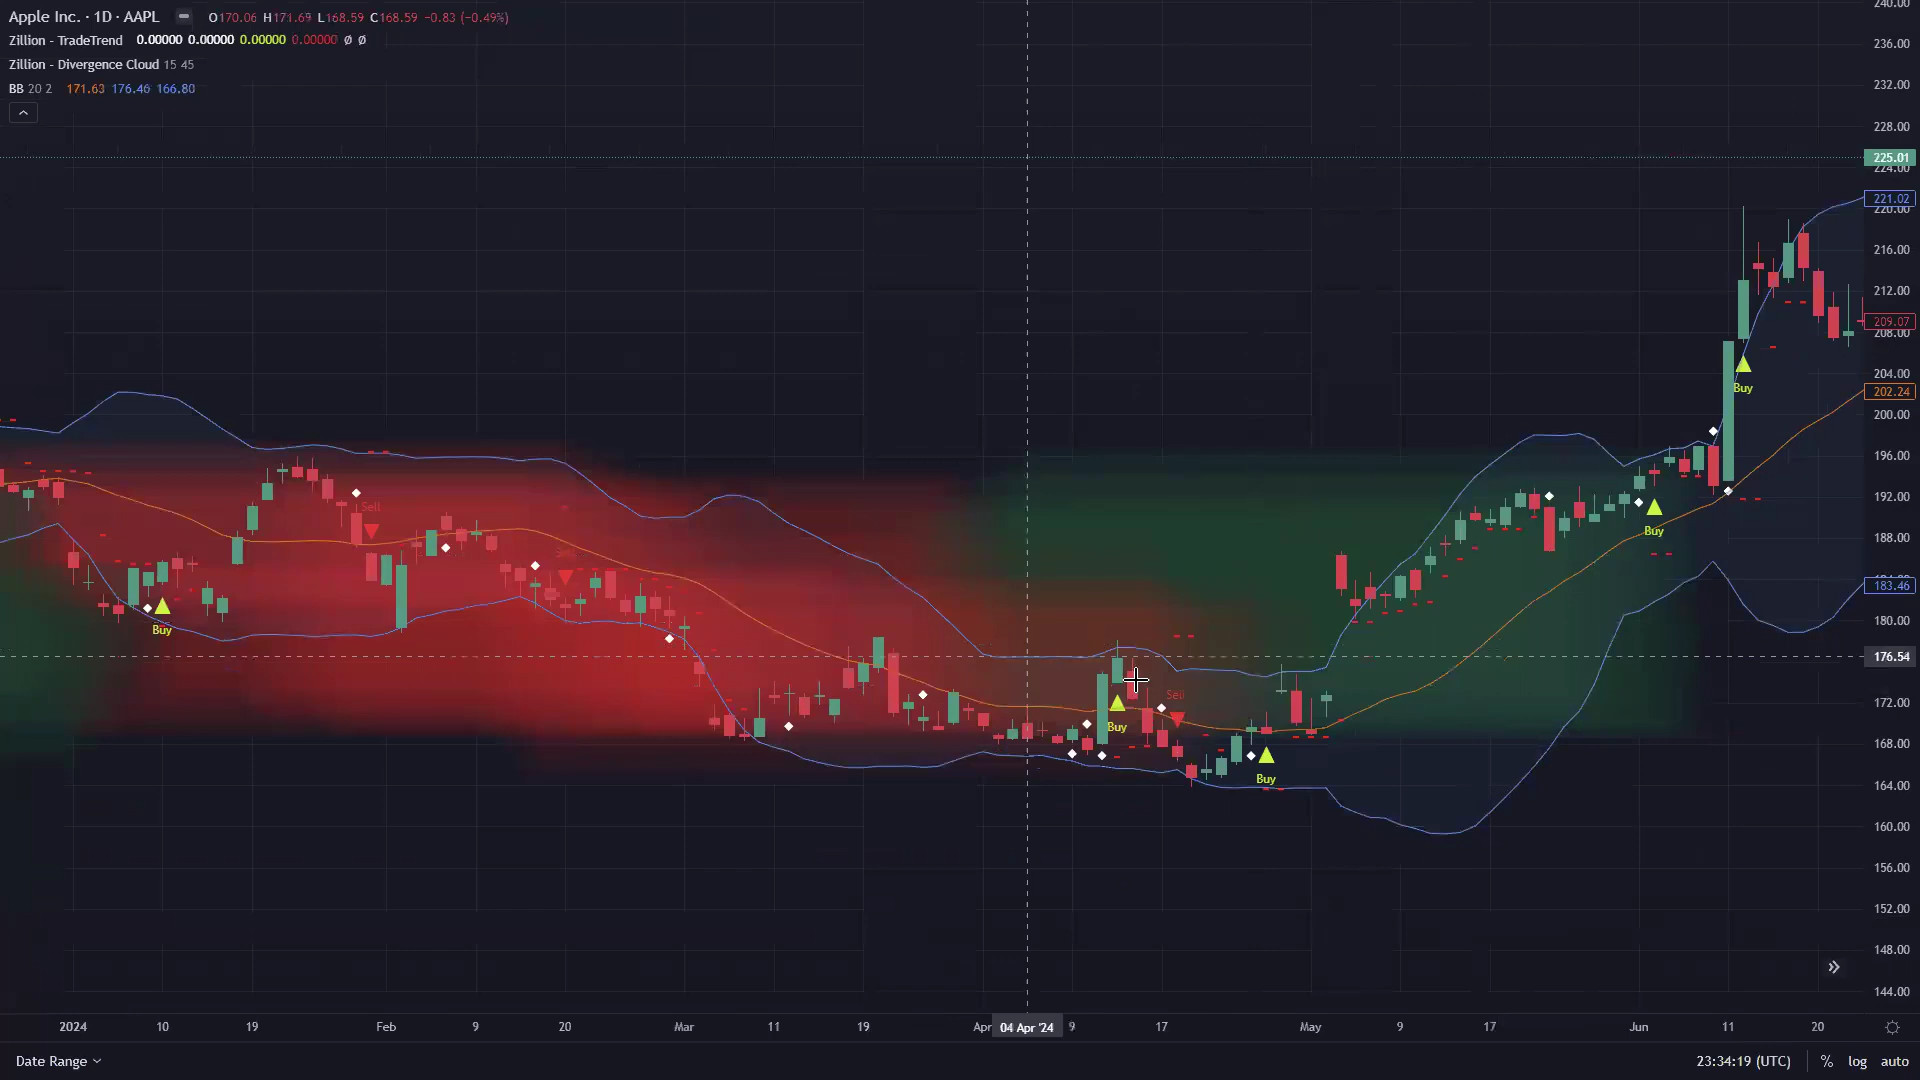 Apple Inc. · 1D · AAPL O170.06 H171.69 L168.59 C168.59 −0.83 (−0.49%)
Zillion - TradeTrend 0.00000 0.00000 0.00000 0.00000 ø ø
Zillion - Divergence Cloud 15 45
BB 20 2 171.63 176.46 166.80
240.00
236.00
232.00
228.00
225.01
224.00
221.02
220.00
216.00
212.00
209.07
208.00
204.00
202.24
200.00
196.00
192.00
188.00
183.46
180.00
176.54
172.00
168.00
164.00
160.00
156.00
152.00
148.00
144.00
Buy
Buy
Sell
Sell
Buy
Sell
Buy
Buy
Buy
2024 10 19 Feb 9 20 Mar 11 19 Apr 04 Apr '24 9 17 May 9 17 Jun 11 20
Date Range 23:34:19 (UTC) % log auto